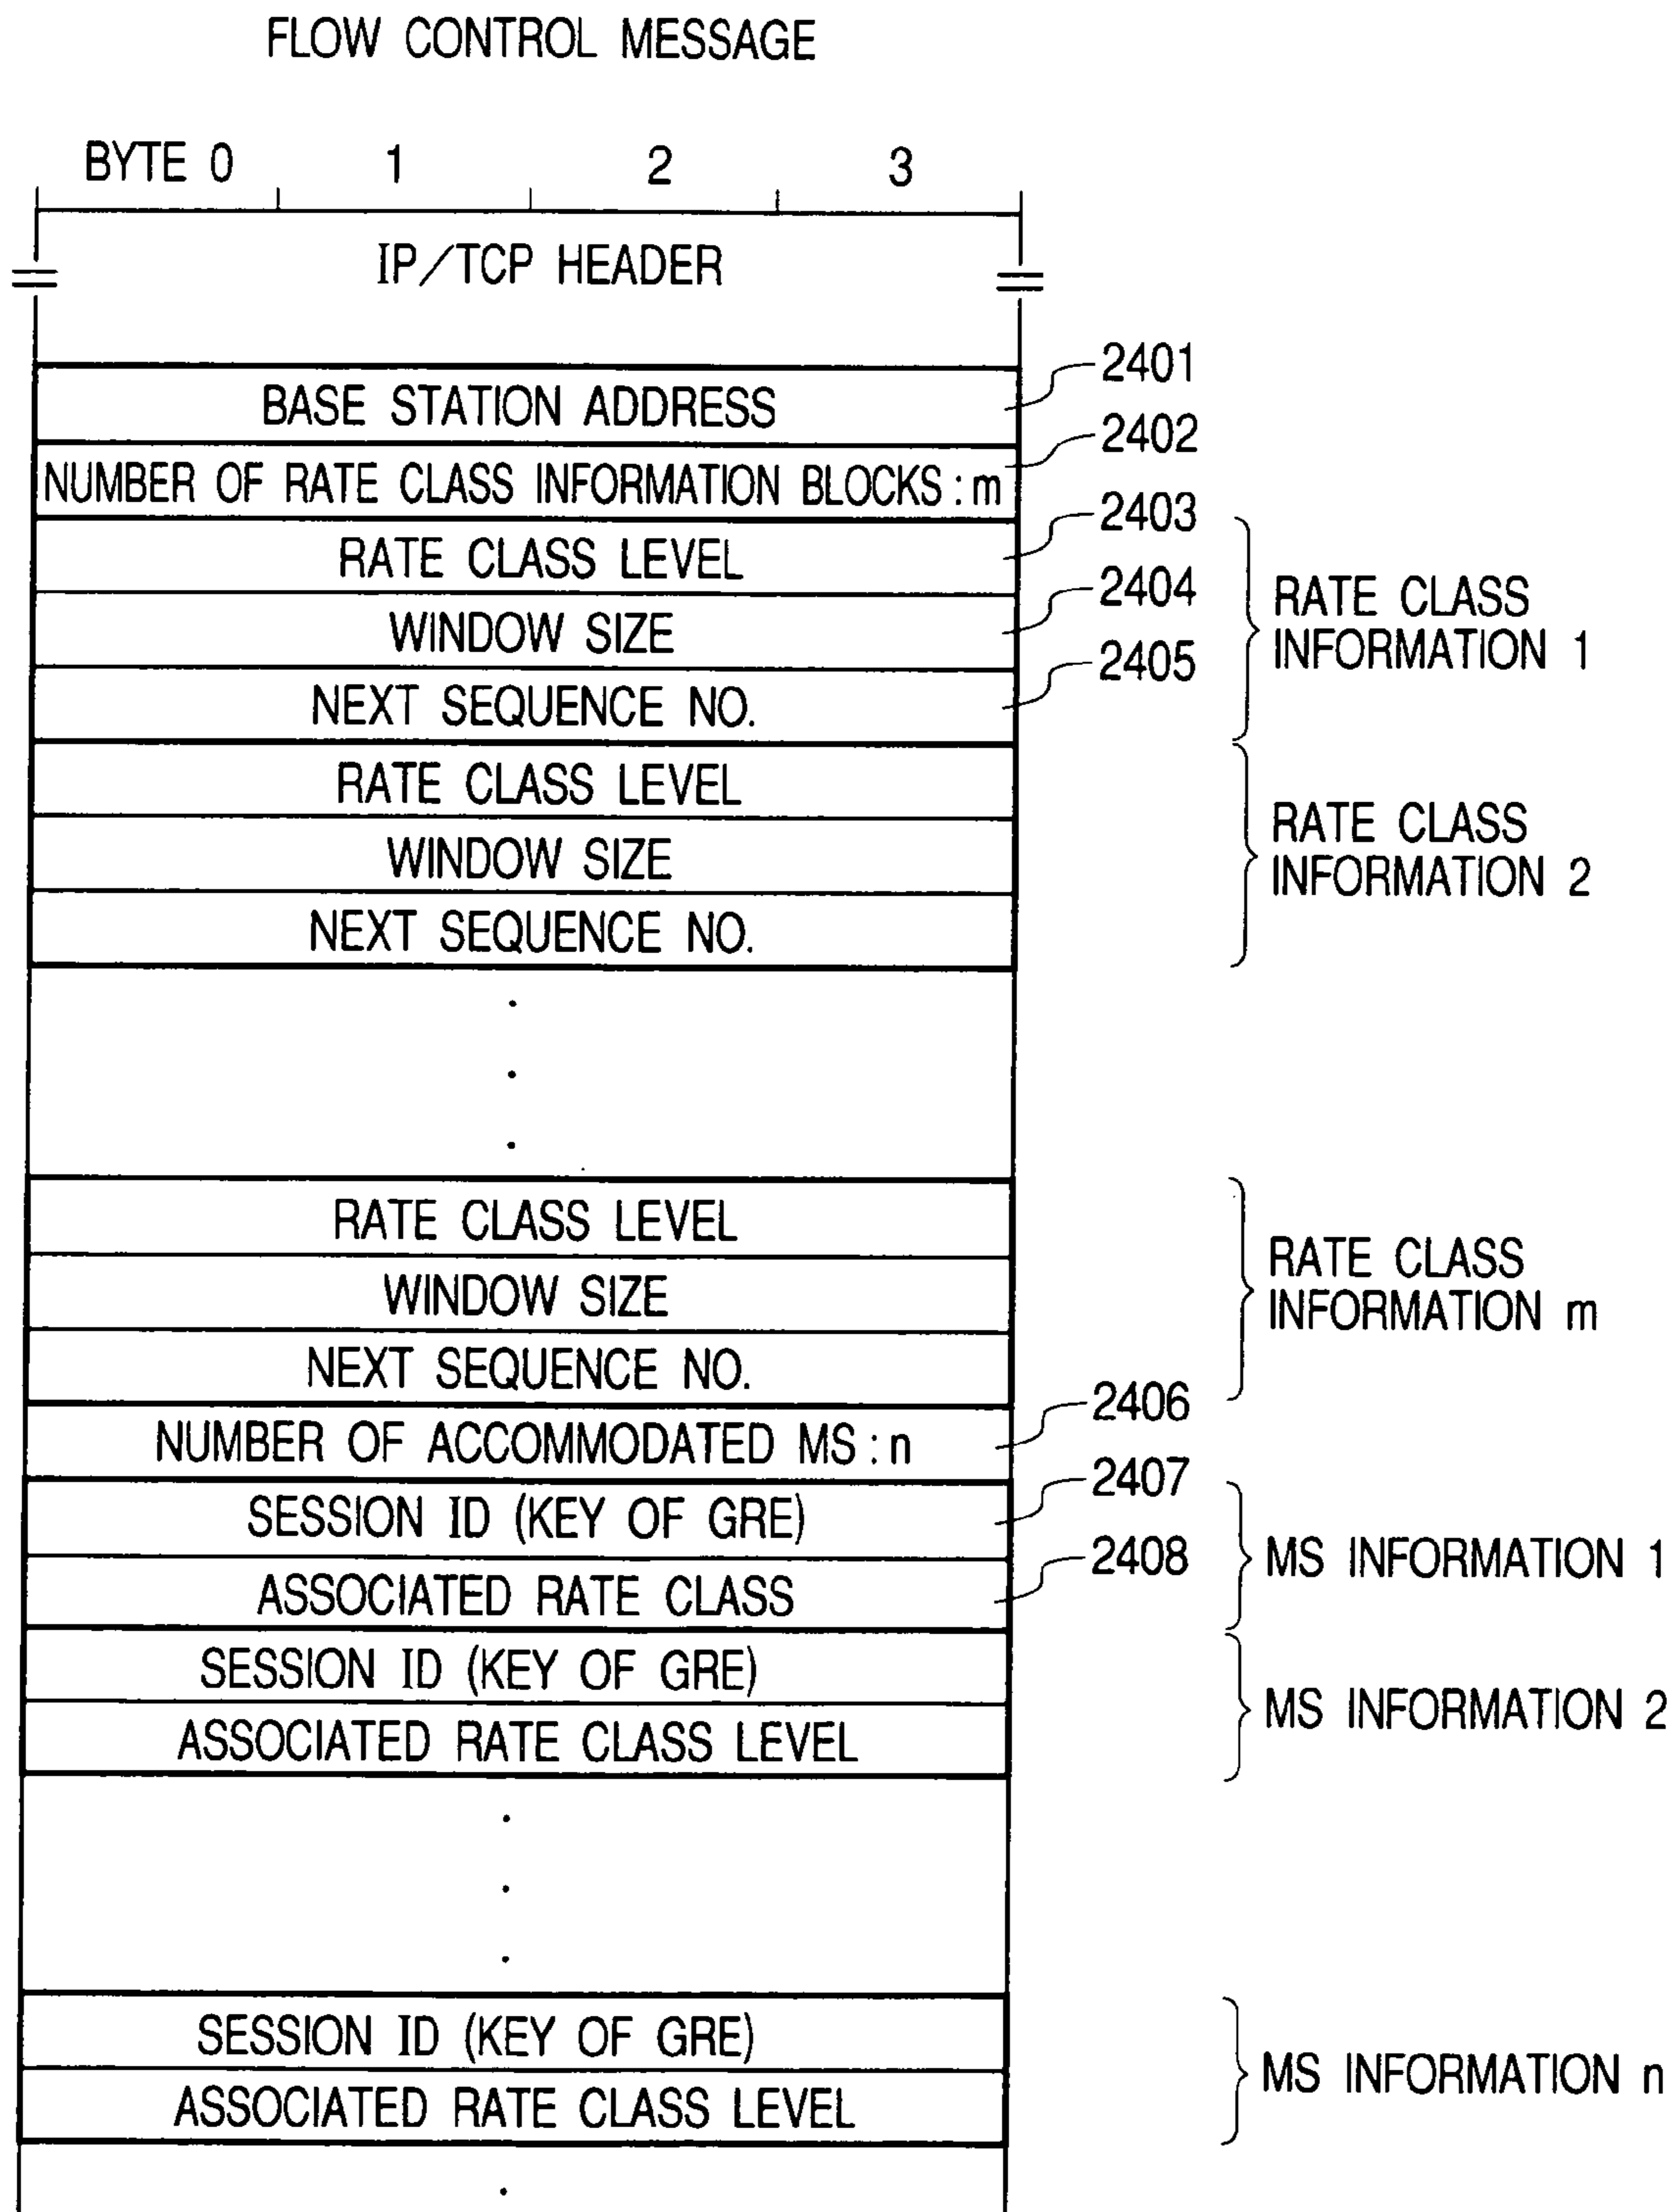 FLOW CONTROL MESSAGE
BYTE 0 1 2 3
IP/TCP HEADER
BASE STATION ADDRESS
2401
NUMBER OF RATE CLASS INFORMATION BLOCKS : m
2402
RATE CLASS LEVEL
2403
WINDOW SIZE
2404
NEXT SEQUENCE NO.
2405
RATE CLASS
INFORMATION 1
RATE CLASS LEVEL
WINDOW SIZE
NEXT SEQUENCE NO.
RATE CLASS
INFORMATION 2
RATE CLASS LEVEL
WINDOW SIZE
NEXT SEQUENCE NO.
RATE CLASS
INFORMATION m
NUMBER OF ACCOMMODATED MS : n
2406
SESSION ID (KEY OF GRE)
2407
ASSOCIATED RATE CLASS
2408
MS INFORMATION 1
SESSION ID (KEY OF GRE)
ASSOCIATED RATE CLASS LEVEL
MS INFORMATION 2
SESSION ID (KEY OF GRE)
ASSOCIATED RATE CLASS LEVEL
MS INFORMATION n